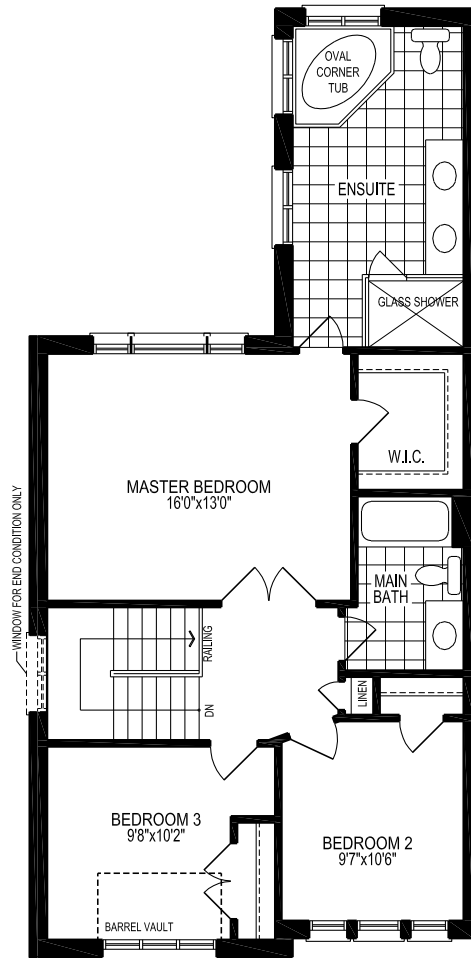 OVAL
CORNER
TUB
ENSUITE
GLASS SHOWER
W.I.C.
MASTER BEDROOM
16'0"x13'0"
WINDOW FOR END CONDITION ONLY
MAIN
BATH
RAILING
DN
LINEN
BEDROOM 3
9'8"x10'2"
BEDROOM 2
9'7"x10'6"
BARREL VAULT